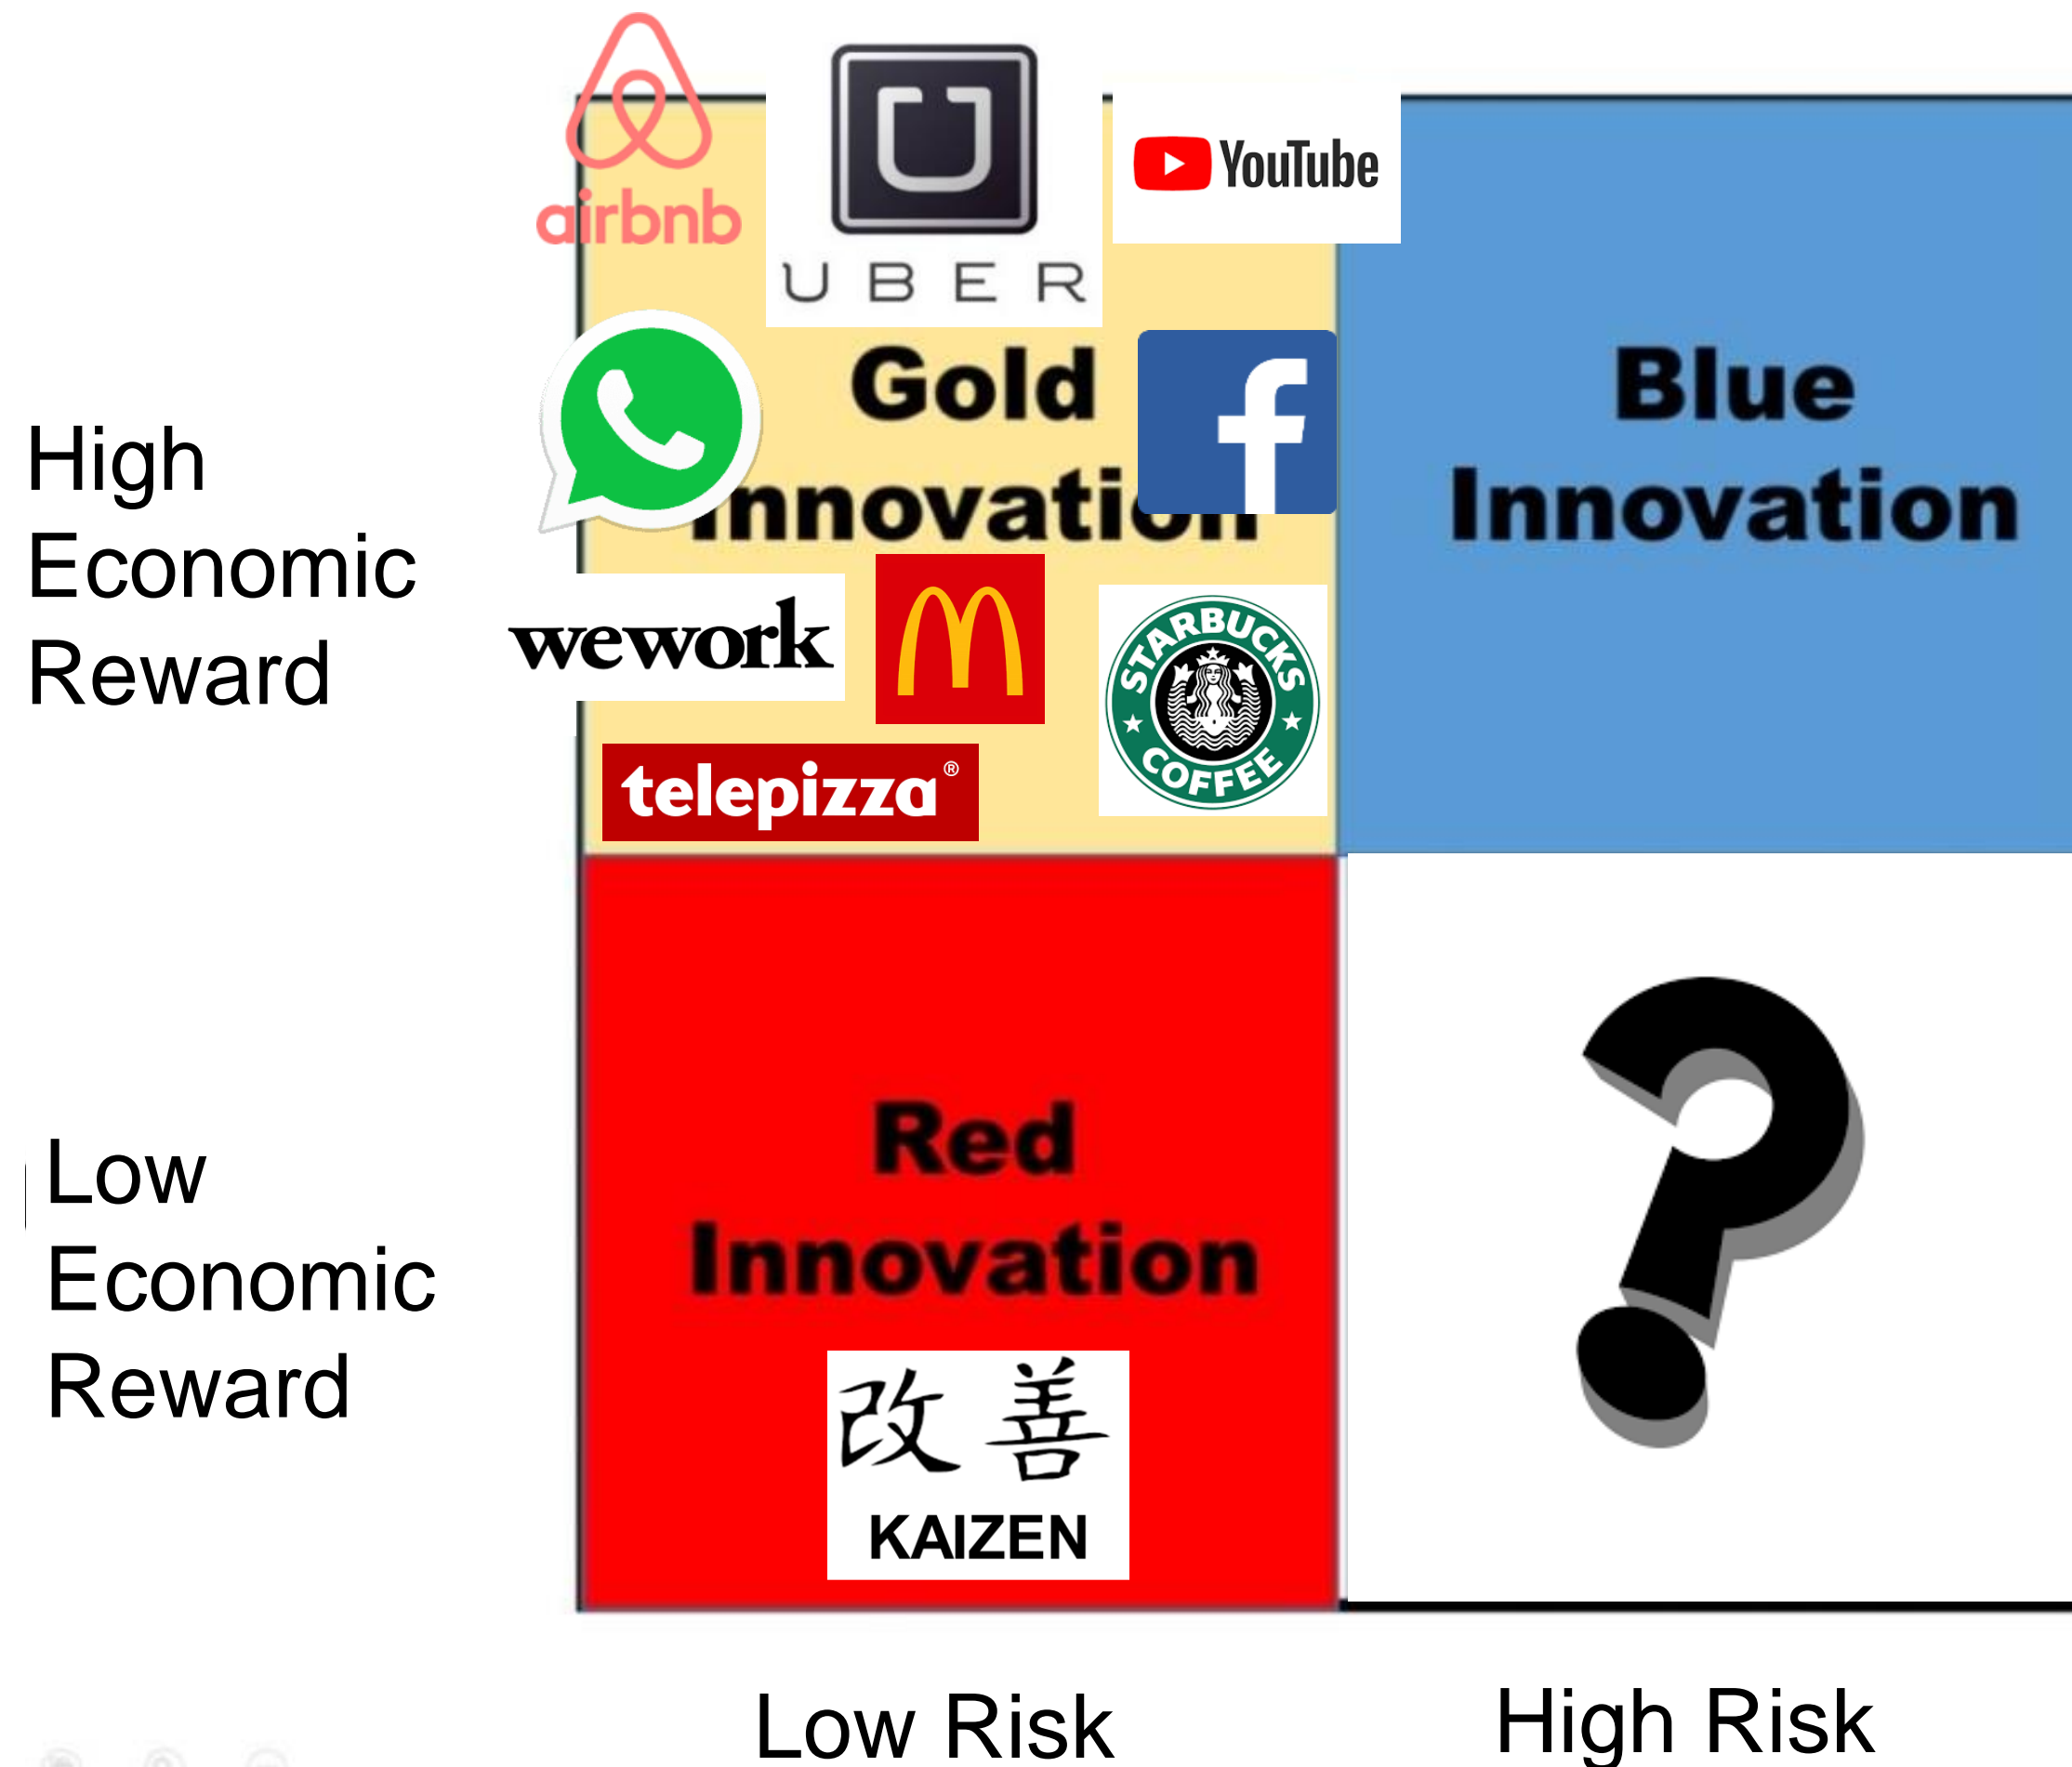 airbnb
UBER
YouTube
Gold
Innovation
wewоrk
telepizza®
STARBUCKS
COFFEE
Blue
Innovation
High
Economic
Reward
Red
Innovation
改善
KAIZEN
?
Low
Economic
Reward
Low Risk
High Risk